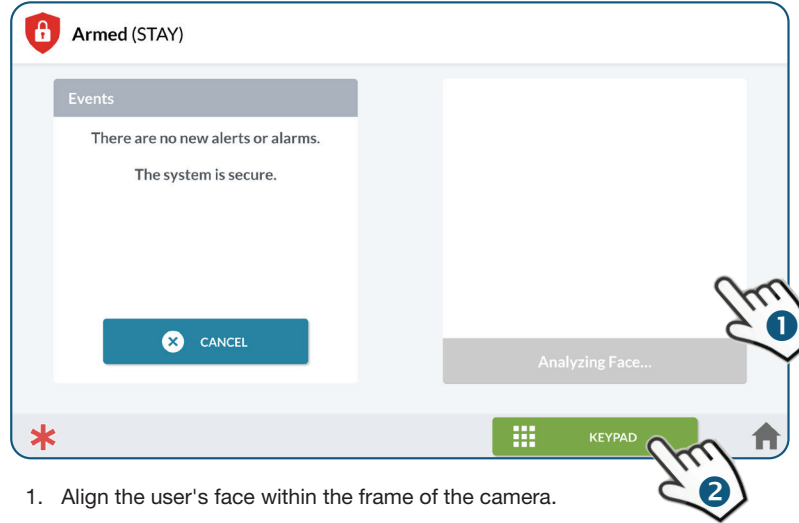 Armed (STAY)
Events
There are no new alerts or alarms.
The system is secure.
CANCEL
Analyzing Face...
1
KEYPAD
2
1. Align the user's face within the frame of the camera.